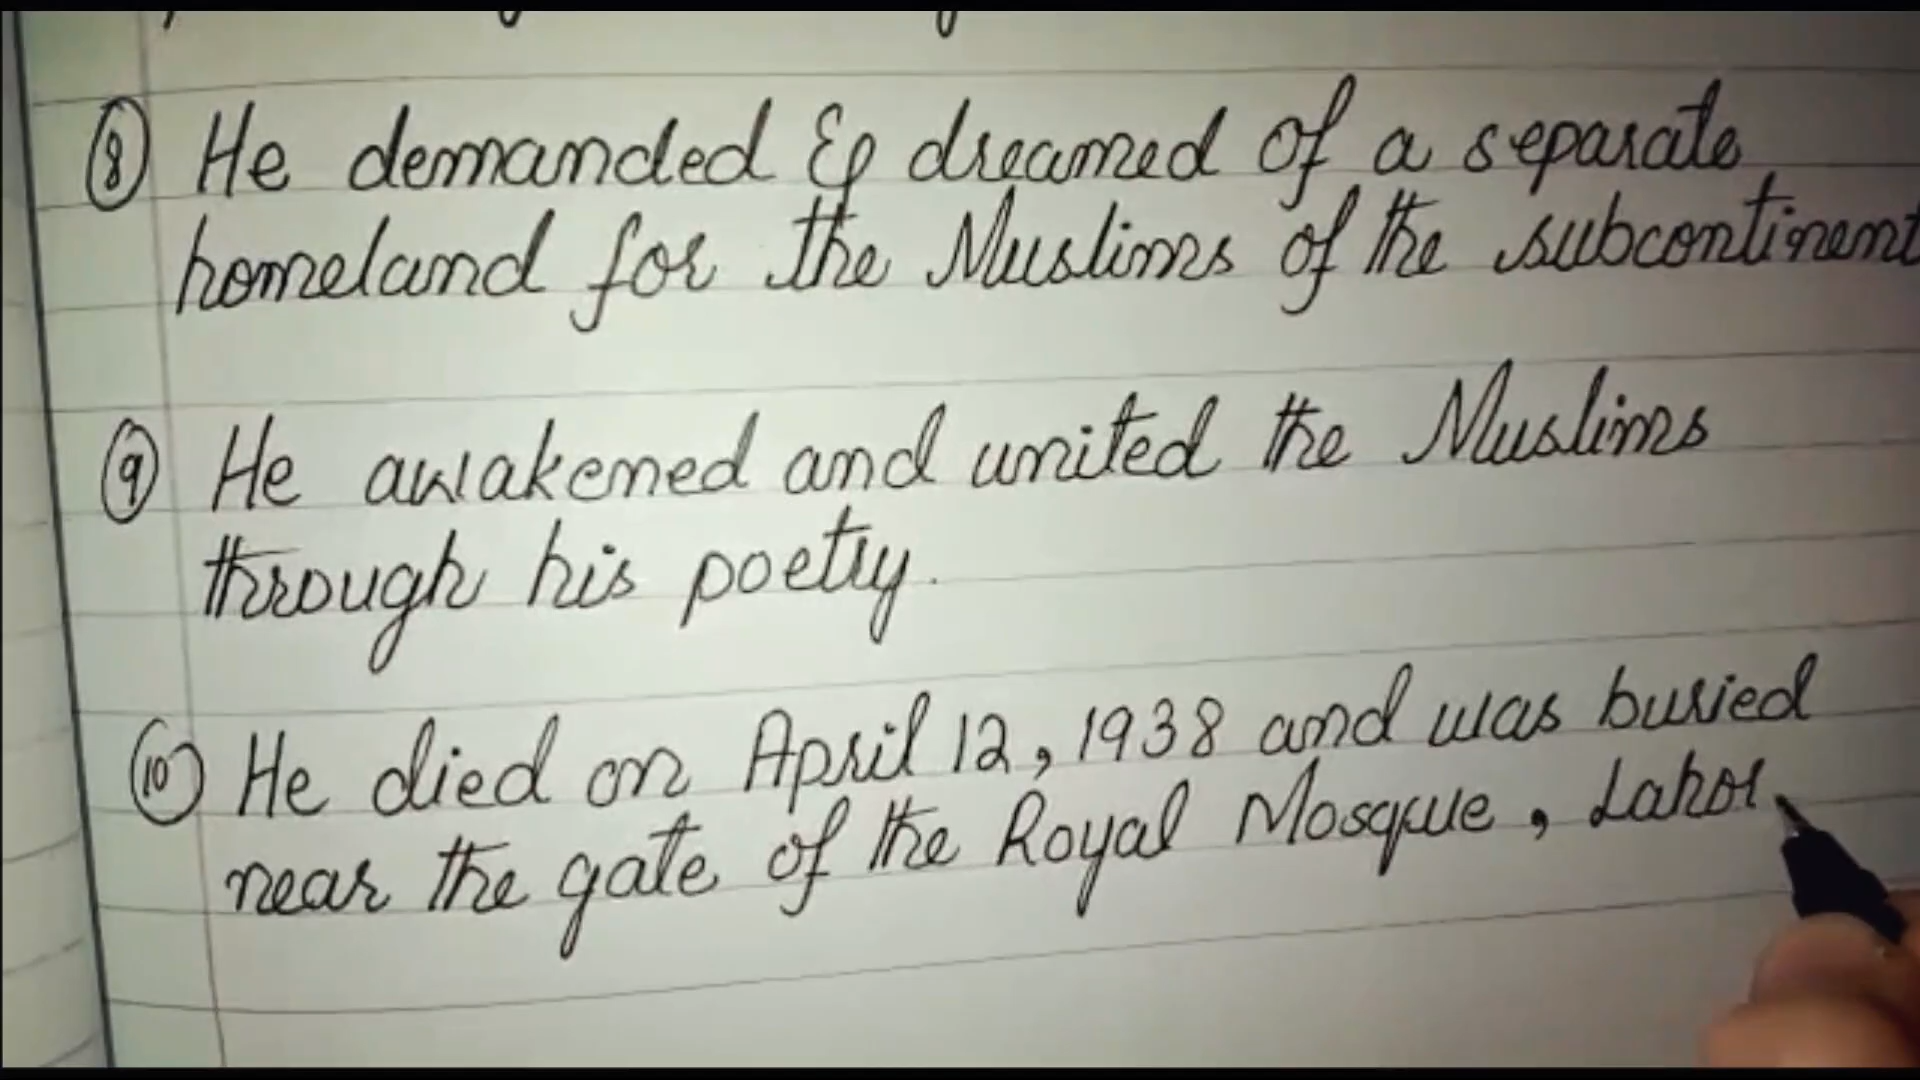 ⑧ He demanded & dreamed of a separate
homeland for the Muslims of the subcontinent
⑨ He awakened and united the Muslims
through his poetry.
⑩ He died on April 12, 1938 and was buried
near the gate of the Royal Mosque, Lahor